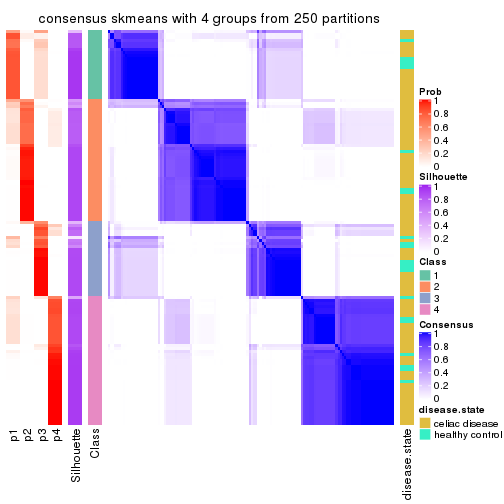 consensus skmeans with 4 groups from 250 partitions
Prob
1
0.8
0.6
0.4
0.2
0
Silhouette
1
0.8
0.6
0.4
0.2
0
Class
1
2
3
4
Consensus
1
0.8
0.6
0.4
0.2
0
disease.state
celiac disease
healthy control
p1
p2
p3
p4
Silhouette
Class
disease.state